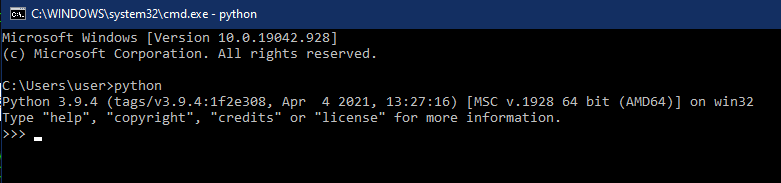 C:\WINDOWS\system32\cmd.exe - python
Microsoft Windows [Version 10.0.19042.928]
(c) Microsoft Corporation. All rights reserved.
C:\Users\user>python
Python 3.9.4 (tags/v3.9.4:1f2e308, Apr  4 2021, 13:27:16) [MSC v.1928 64 bit (AMD64)] on win32
Type "help", "copyright", "credits" or "license" for more information.
>>>